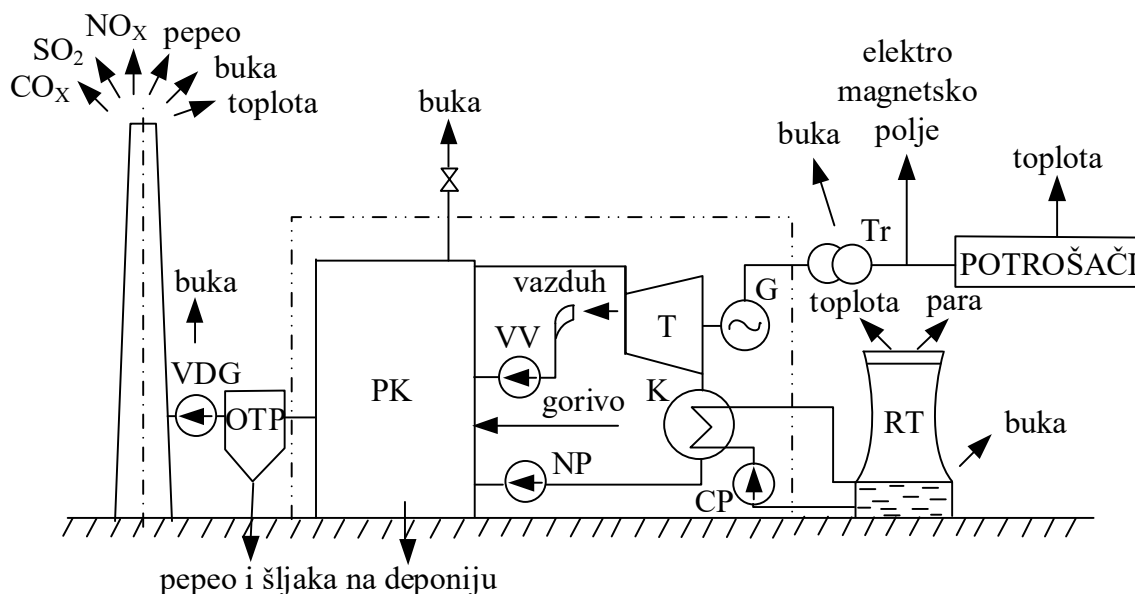 NOX
pepeo
SO2
buka
COX
toplota
buka
elektro
magnetsko
polje
buka
toplota
Tr
POTROŠAČI
G
vazduh
toplota
para
buka
T
VV
VDG
PK
K
OTP
gorivo
RT
buka
NP
CP
pepeo i šljaka na deponiju